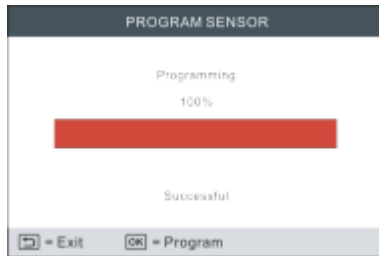 PROGRAM SENSOR
Programming
100%
Successful
= Exit OK = Program